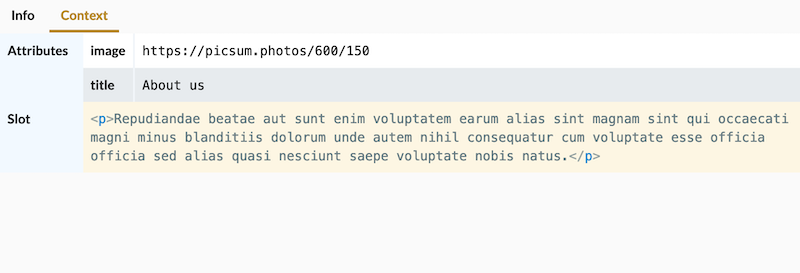 Info Context
Attributes image https://picsum.photos/600/150
title About us
Slot <p>Repudiandae beatae aut sunt enim voluptatem earum alias sint magnam sint qui occaecati
magni minus blanditiis dolorum unde autem nihil consequatur cum voluptate esse officia
officia sed alias quasi nesciunt saepe voluptate nobis natus.</p>